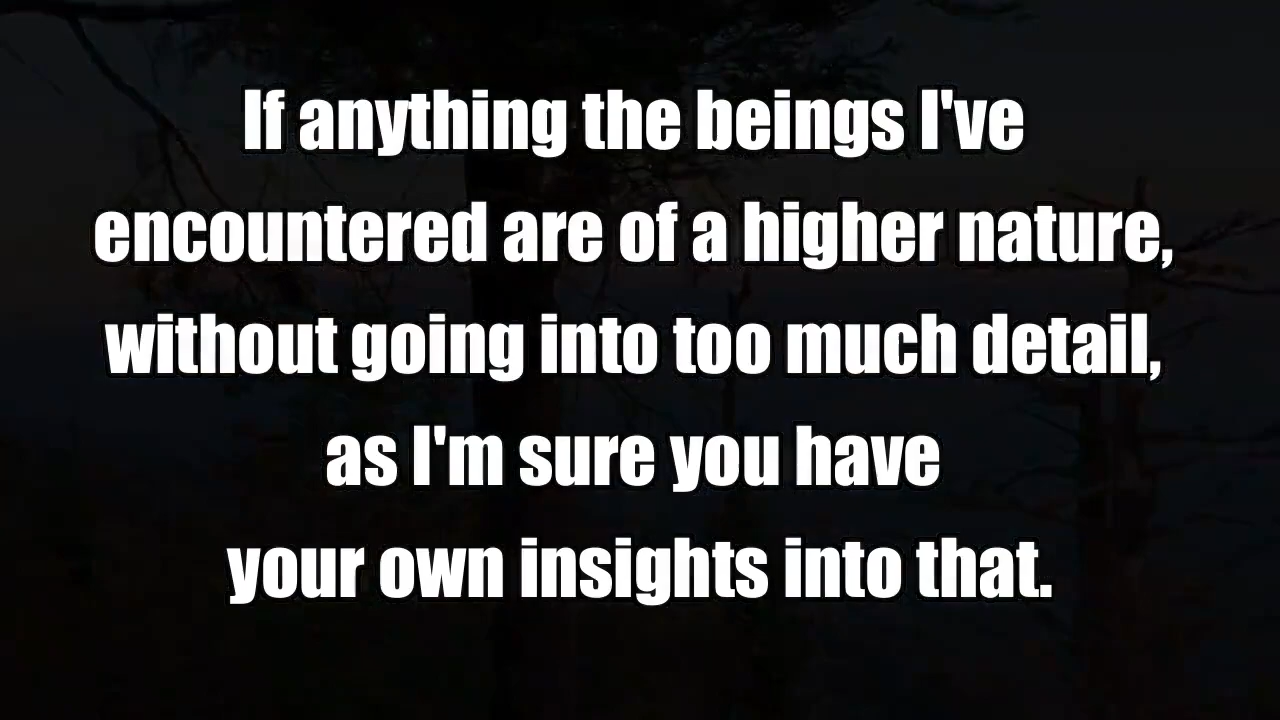 If anything the beings I've
encountered are of a higher nature,
without going into too much detail,
as I'm sure you have
your own insights into that.